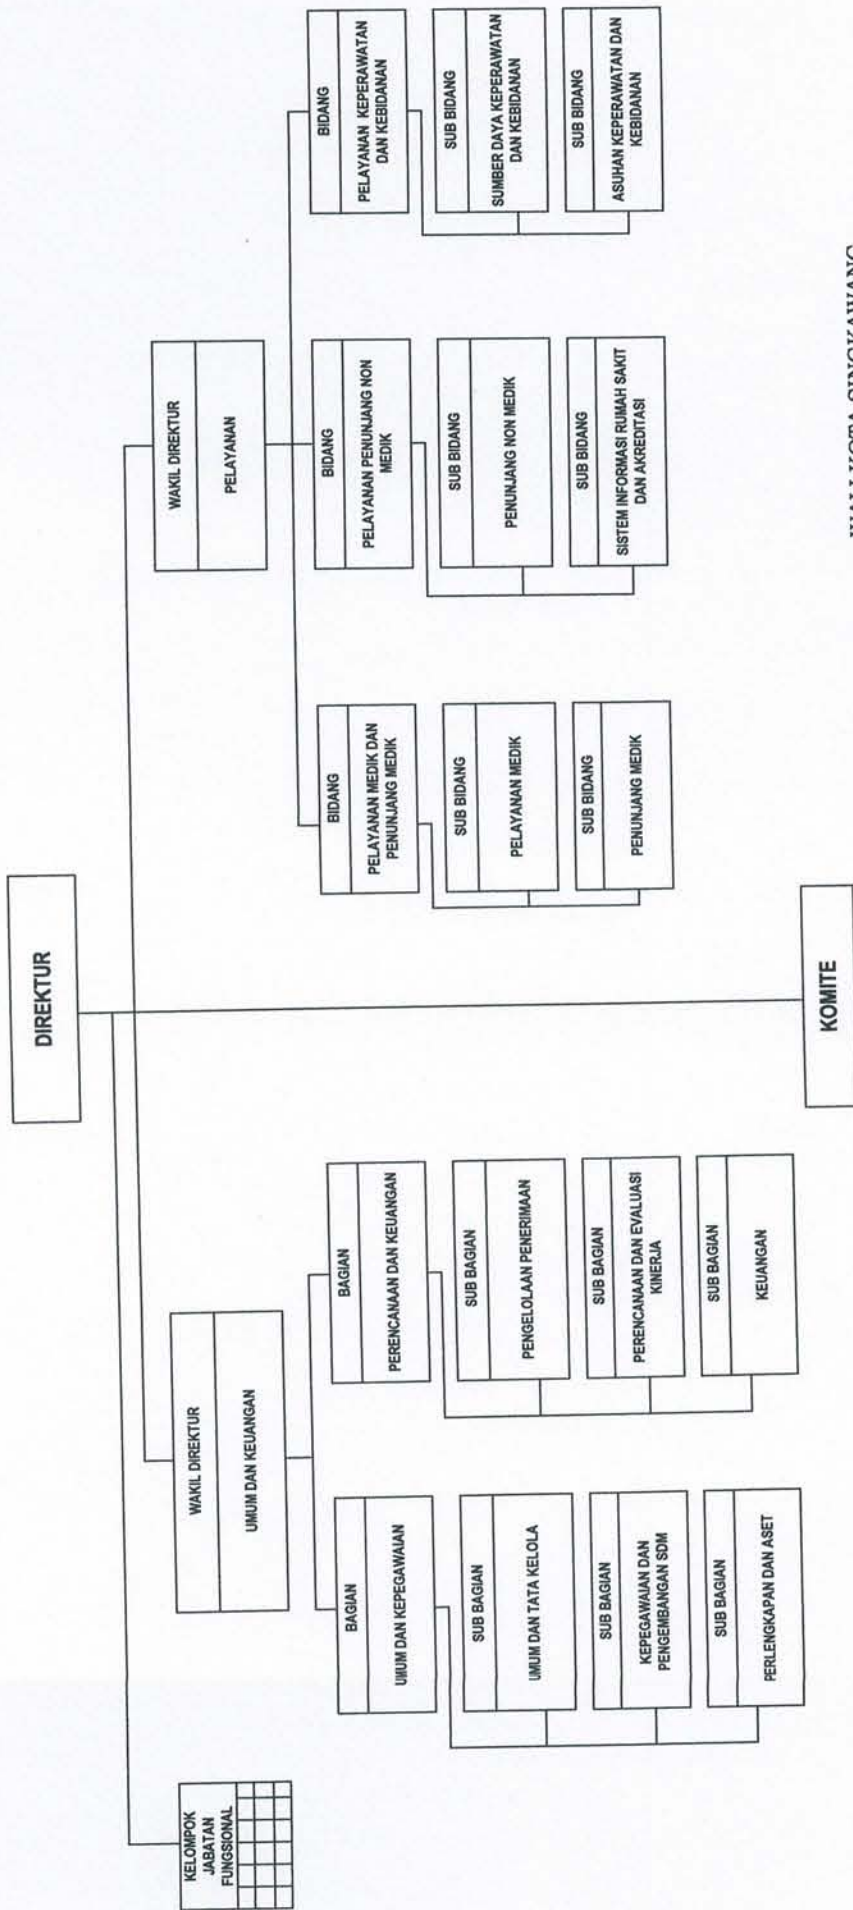 DIREKTUR
KELOMPOK
JABATAN
FUNGSIONAL
WAKIL DIREKTUR
UMUM DAN KEUANGAN
WAKIL DIREKTUR
PELAYANAN
BAGIAN
UMUM DAN KEPEGAWAIAN
SUB BAGIAN
UMUM DAN TATA KELOLA
SUB BAGIAN
KEPEGAWAIAN DAN
PENGEMBANGAN SDM
SUB BAGIAN
PERLENGKAPAN DAN ASET
BAGIAN
PERENCANAAN DAN KEUANGAN
SUB BAGIAN
PENGELOLAAN PENERIMAAN
SUB BAGIAN
PERENCANAAN DAN EVALUASI
KINERJA
SUB BAGIAN
KEUANGAN
BIDANG
PELAYANAN MEDIK DAN
PENUNJANG MEDIK
SUB BIDANG
PELAYANAN MEDIK
SUB BIDANG
PENUNJANG MEDIK
BIDANG
PELAYANAN PENUNJANG NON
MEDIK
SUB BIDANG
PENUNJANG NON MEDIK
SUB BIDANG
SISTEM INFORMASI RUMAH SAKIT
DAN AKREDITASI
BIDANG
PELAYANAN KEPERAWATAN
DAN KEBIDANAN
SUB BIDANG
SUMBER DAYA KEPERAWATAN
DAN KEBIDANAN
SUB BIDANG
ASUHAN KEPERAWATAN DAN
KEBIDANAN
KOMITE
WALI KOTA SINGKAWANG